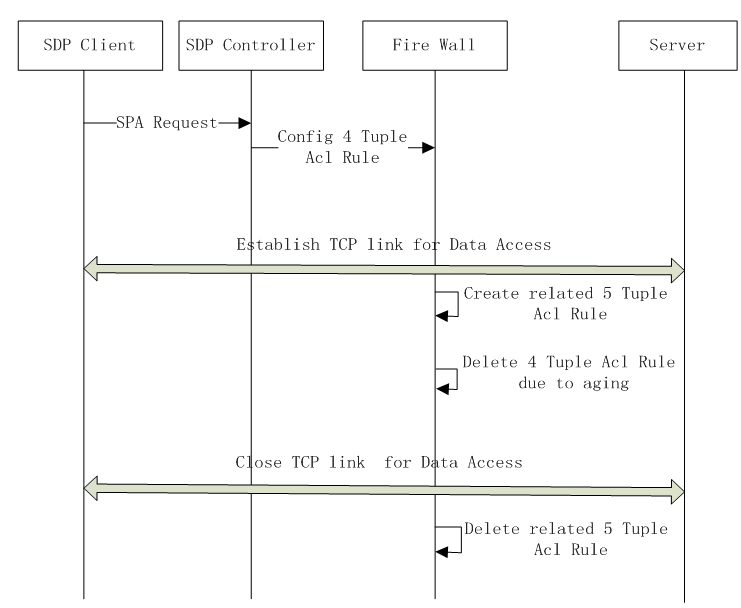 SDP Client
SDP Controller
Fire Wall
Server
SPA Request
Config 4 Tuple
Acl Rule
Establish TCP link for Data Access
Create related 5 Tuple
Acl Rule
Delete 4 Tuple Acl Rule
due to aging
Close TCP link for Data Access
Delete related 5 Tuple
Acl Rule